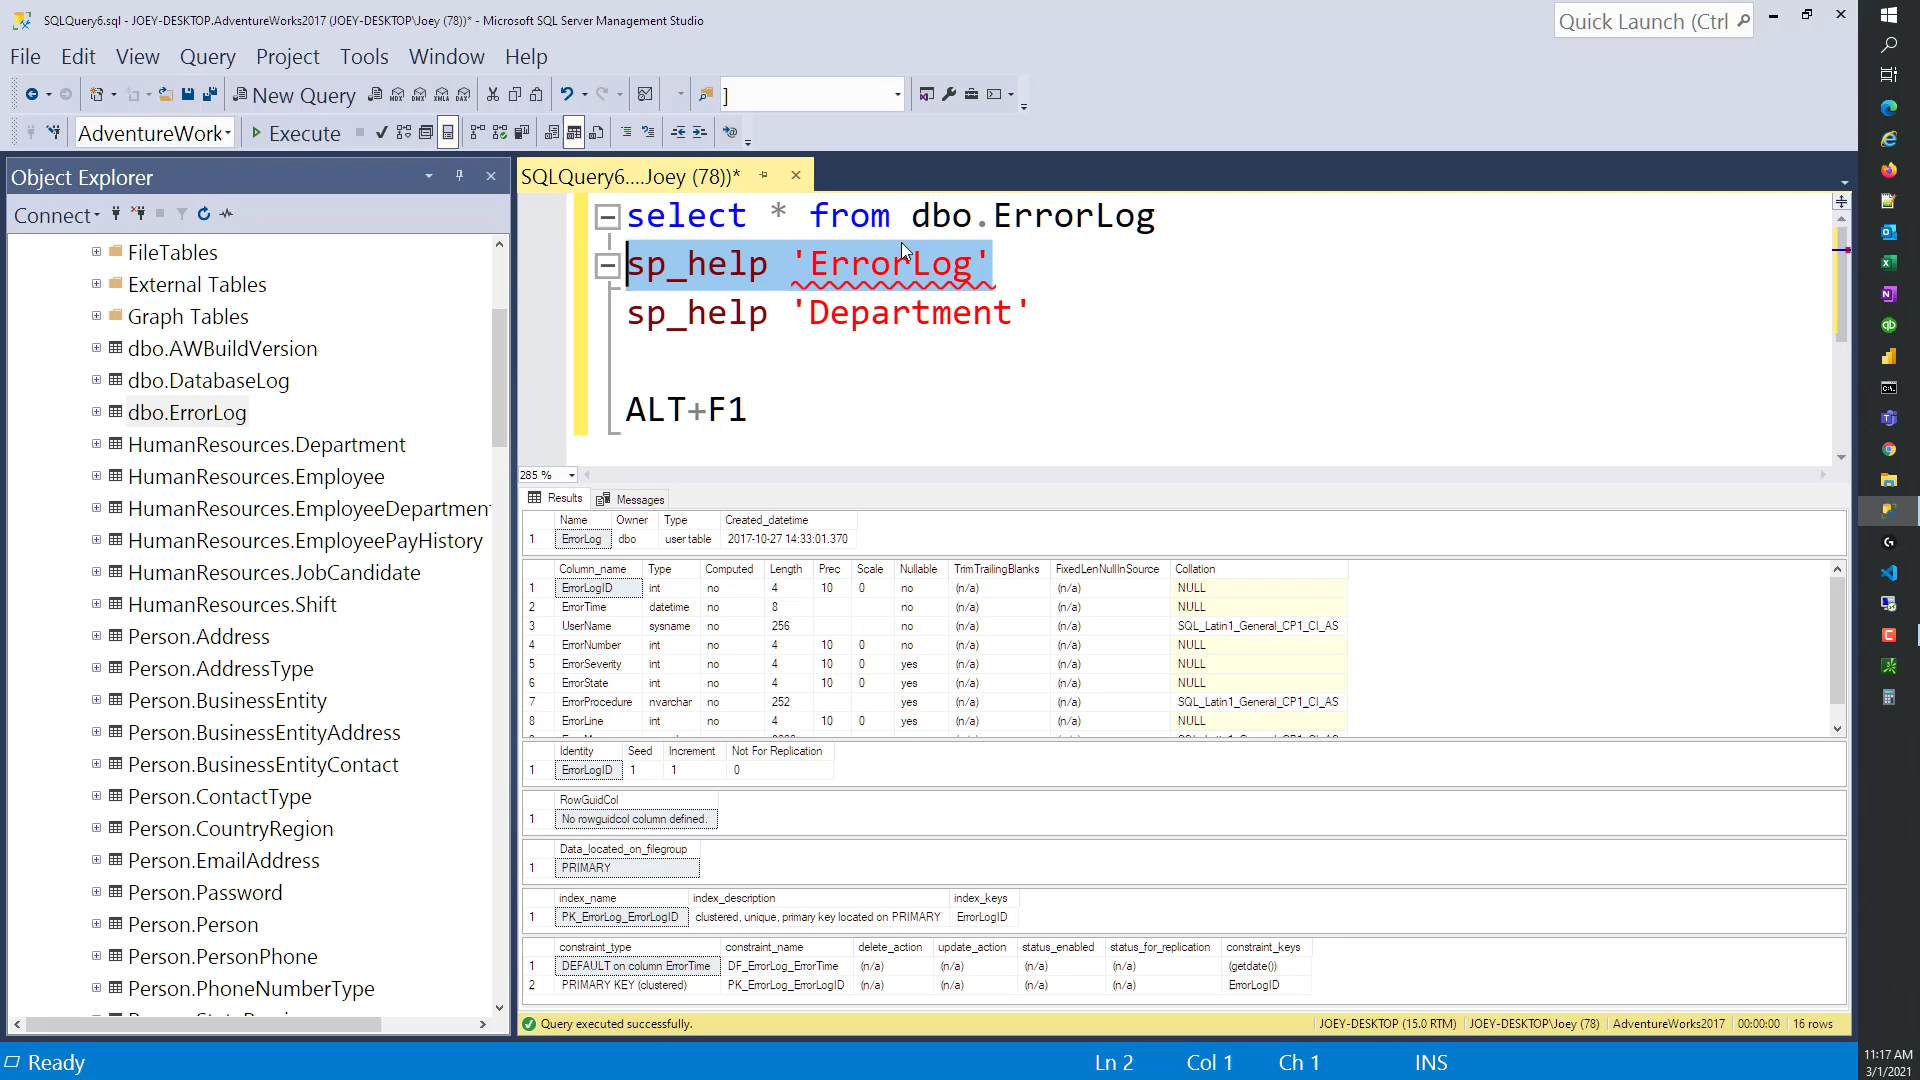 SQLQuery6.sql - JOEY-DESKTOP.AdventureWorks2017 (JOEY-DESKTOP\Joey (78))* - Microsoft SQL Server Management Studio
Quick Launch (Ctrl
File Edit View Query Project Tools Window Help
New Query
]
AdventureWork
Execute
Object Explorer
Connect
FileTables
External Tables
Graph Tables
dbo.AWBuildVersion
dbo.DatabaseLog
dbo.ErrorLog
HumanResources.Department
HumanResources.Employee
HumanResources.EmployeeDepartment
HumanResources.EmployeePayHistory
HumanResources.JobCandidate
HumanResources.Shift
Person.Address
Person.AddressType
Person.BusinessEntity
Person.BusinessEntityAddress
Person.BusinessEntityContact
Person.ContactType
Person.CountryRegion
Person.EmailAddress
Person.Password
Person.Person
Person.PersonPhone
Person.PhoneNumberType
SQLQuery6....Joey (78))*
select * from dbo.ErrorLog
sp_help 'ErrorLog'
sp_help 'Department'
ALT+F1
285 %
Results Messages
Name Owner Type Created_datetime
1 ErrorLog dbo user table 2017-10-27 14:33:01.370
Column_name Type Computed Length Prec Scale Nullable TrimTrailingBlanks FixedLenNullInSource Collation
1 ErrorLogID int no 4 10 0 no (n/a) (n/a) NULL
2 ErrorTime datetime no 8 no (n/a) (n/a) NULL
3 UserName sysname no 256 no (n/a) (n/a) SQL_Latin1_General_CP1_CI_AS
4 ErrorNumber int no 4 10 0 no (n/a) (n/a) NULL
5 ErrorSeverity int no 4 10 0 yes (n/a) (n/a) NULL
6 ErrorState int no 4 10 0 yes (n/a) (n/a) NULL
7 ErrorProcedure nvarchar no 252 yes (n/a) (n/a) SQL_Latin1_General_CP1_CI_AS
8 ErrorLine int no 4 10 0 yes (n/a) (n/a) NULL
Identity Seed Increment Not For Replication
1 ErrorLogID 1 1 0
RowGuidCol
1 No rowguidcol column defined.
Data_located_on_filegroup
1 PRIMARY
index_name index_description index_keys
1 PK_ErrorLog_ErrorLogID clustered, unique, primary key located on PRIMARY ErrorLogID
constraint_type constraint_name delete_action update_action status_enabled status_for_replication constraint_keys
1 DEFAULT on column ErrorTime DF_ErrorLog_ErrorTime (n/a) (n/a) (n/a) (n/a) (getdate())
2 PRIMARY KEY (clustered) PK_ErrorLog_ErrorLogID (n/a) (n/a) (n/a) (n/a) ErrorLogID
Query executed successfully. JOEY-DESKTOP (15.0 RTM) JOEY-DESKTOP\Joey (78) AdventureWorks2017 00:00:00 16 rows
Ready Ln 2 Col 1 Ch 1 INS
11:17 AM
3/1/2021